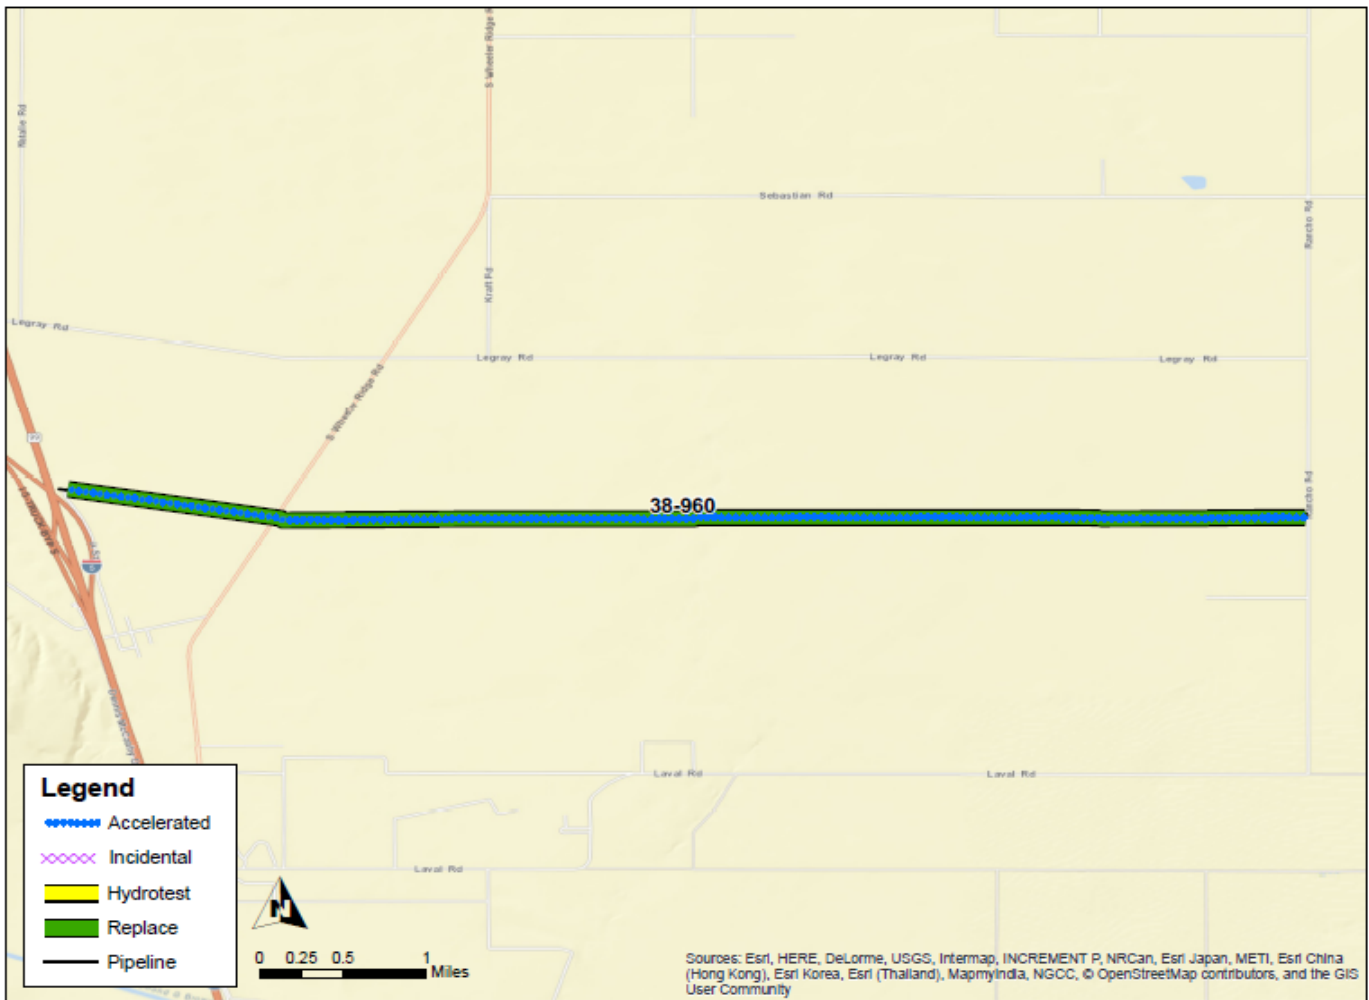 S Wheeler Ridge R
Natalie Rd
Sebastian Rd
Rancho Rd
Kratt Rd
Legray Rd
Legray Rd
Legray Rd
Legray Rd
S Wheeler Ridge Rd
99
Rancho Rd
38-960
5
Laval Rd
Laval Rd
Laval Rd
Legend
Accelerated
Incidental
Hydrotest
Replace
Pipeline
N
0 0.25 0.5 1
Miles
Sources: Esri, HERE, DeLorme, USGS, Intermap, INCREMENT P, NRCan, Esri Japan, METI, Esri China
(Hong Kong), Esri Korea, Esri (Thailand), MapmyIndia, NGCC, © OpenStreetMap contributors, and the GIS
User Community